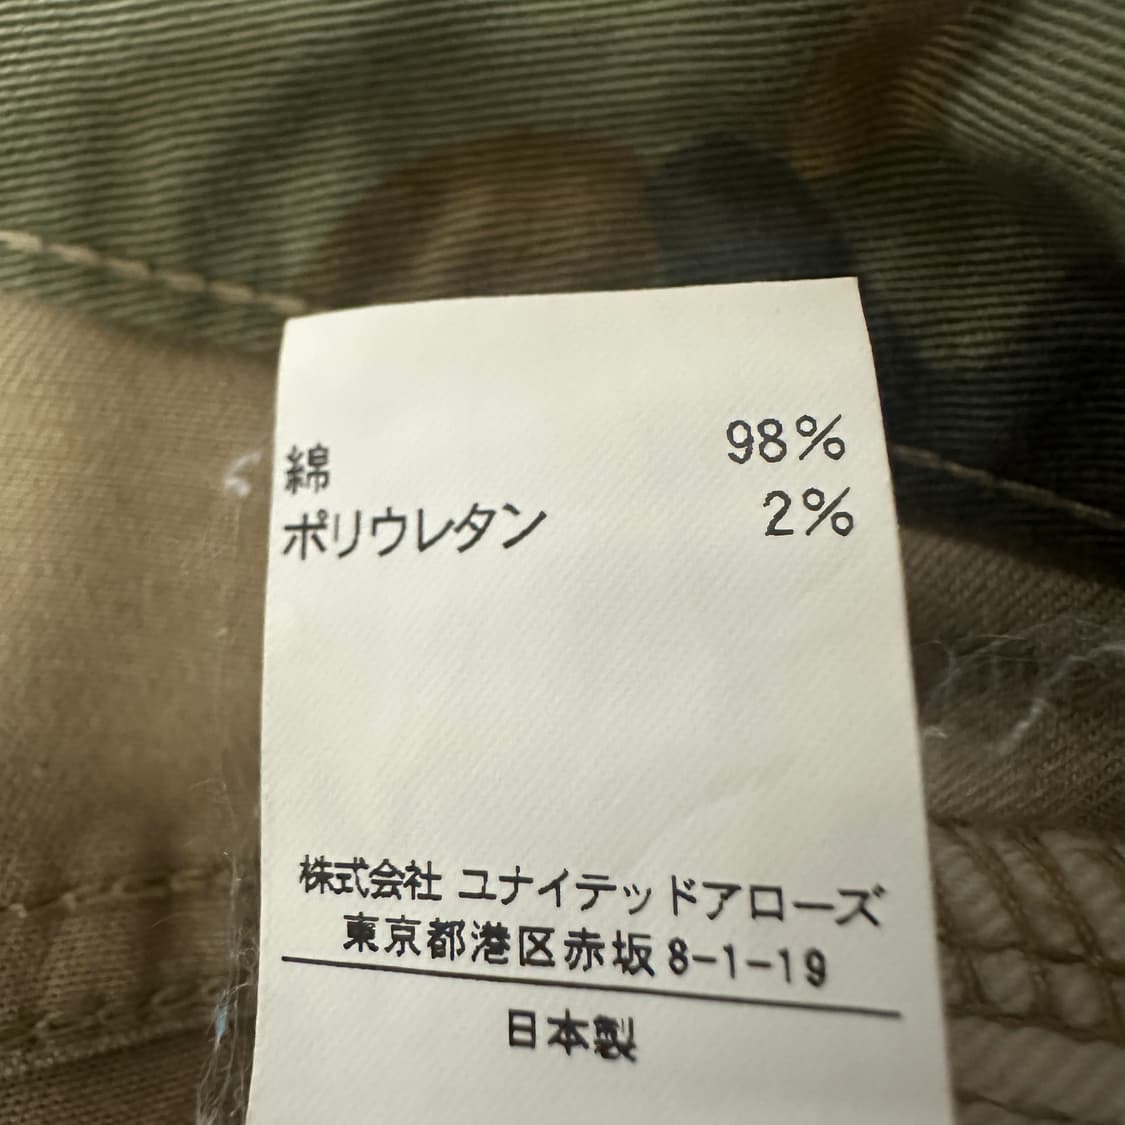 綿 98%
ポリウレタン 2%
株式会社 ユナイテッドアローズ
東京都港区赤坂8-1-19
日本製